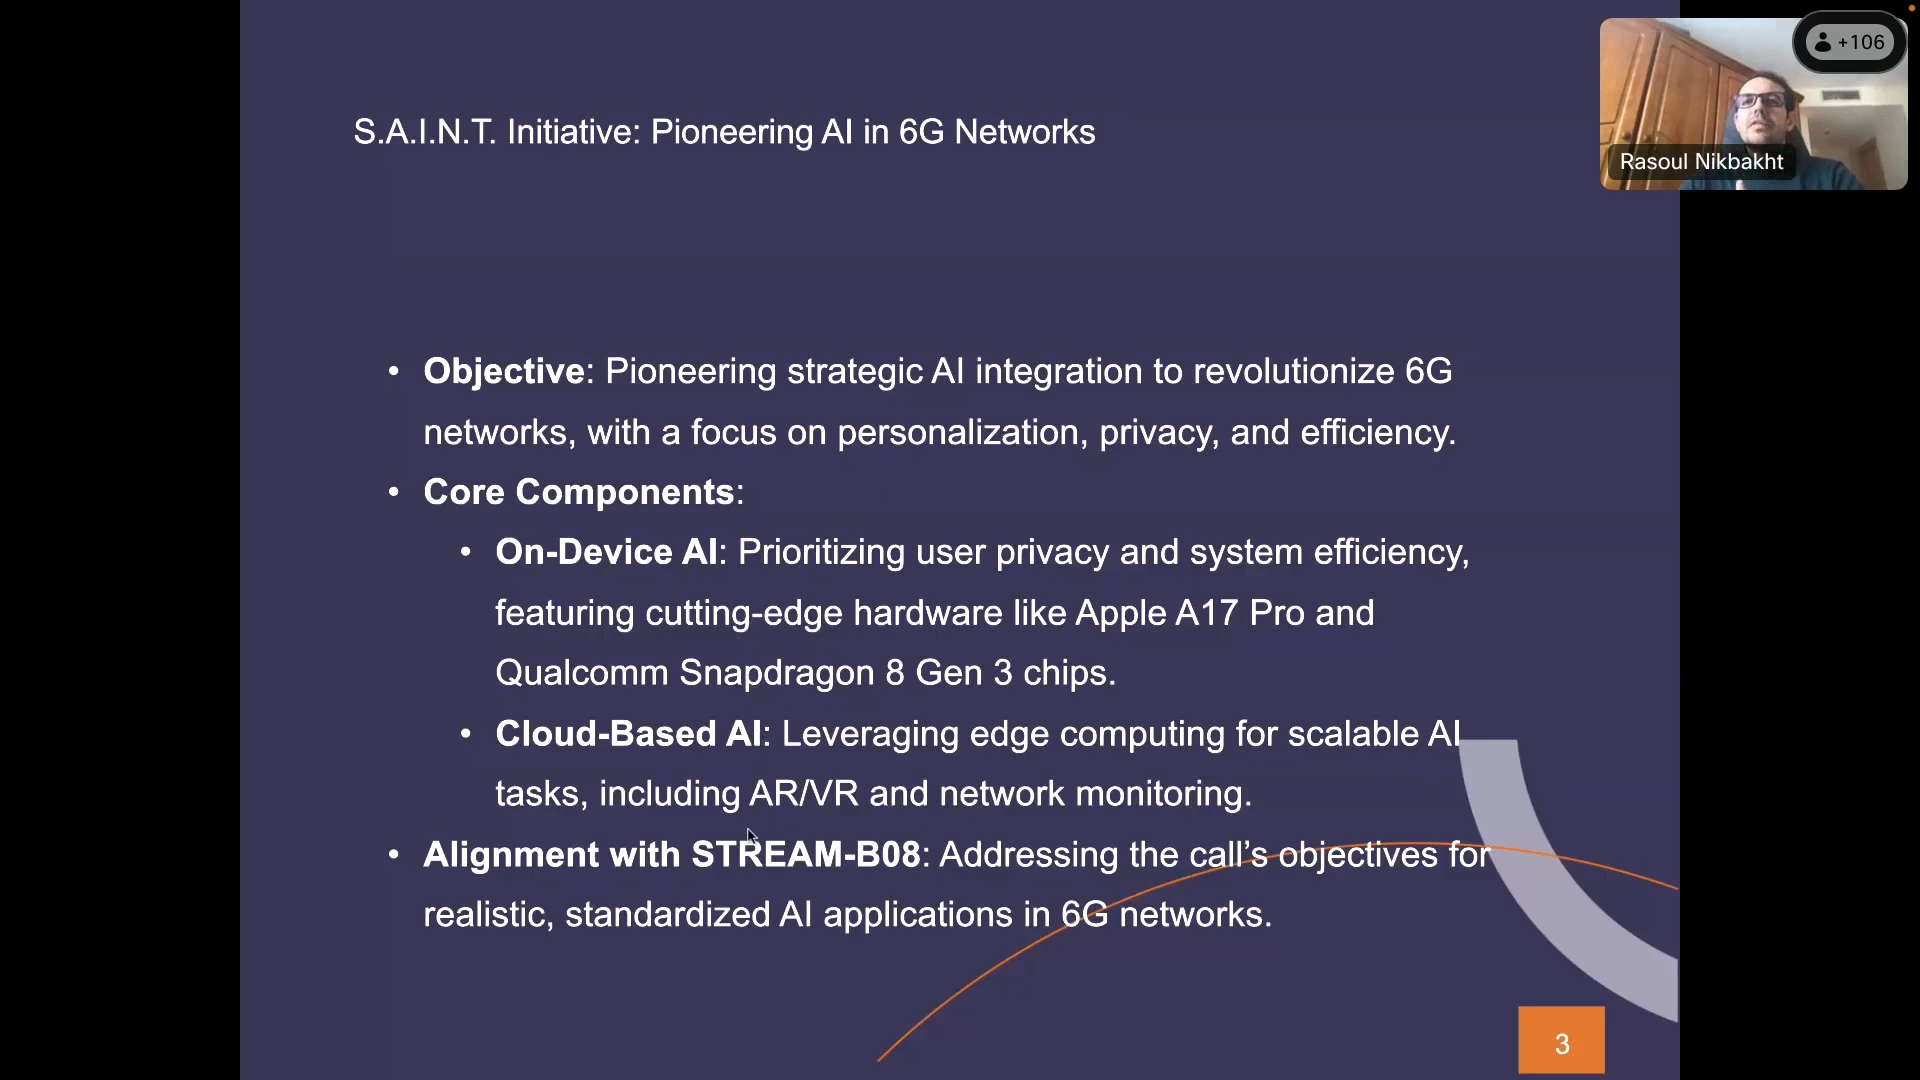 +106
Rasoul Nikbakht
S.A.I.N.T. Initiative: Pioneering AI in 6G Networks
• Objective: Pioneering strategic AI integration to revolutionize 6G
networks, with a focus on personalization, privacy, and efficiency.
• Core Components:
• On-Device AI: Prioritizing user privacy and system efficiency,
featuring cutting-edge hardware like Apple A17 Pro and
Qualcomm Snapdragon 8 Gen 3 chips.
• Cloud-Based AI: Leveraging edge computing for scalable AI
tasks, including AR/VR and network monitoring.
• Alignment with STREAM-B08: Addressing the call’s objectives for
realistic, standardized AI applications in 6G networks.
3